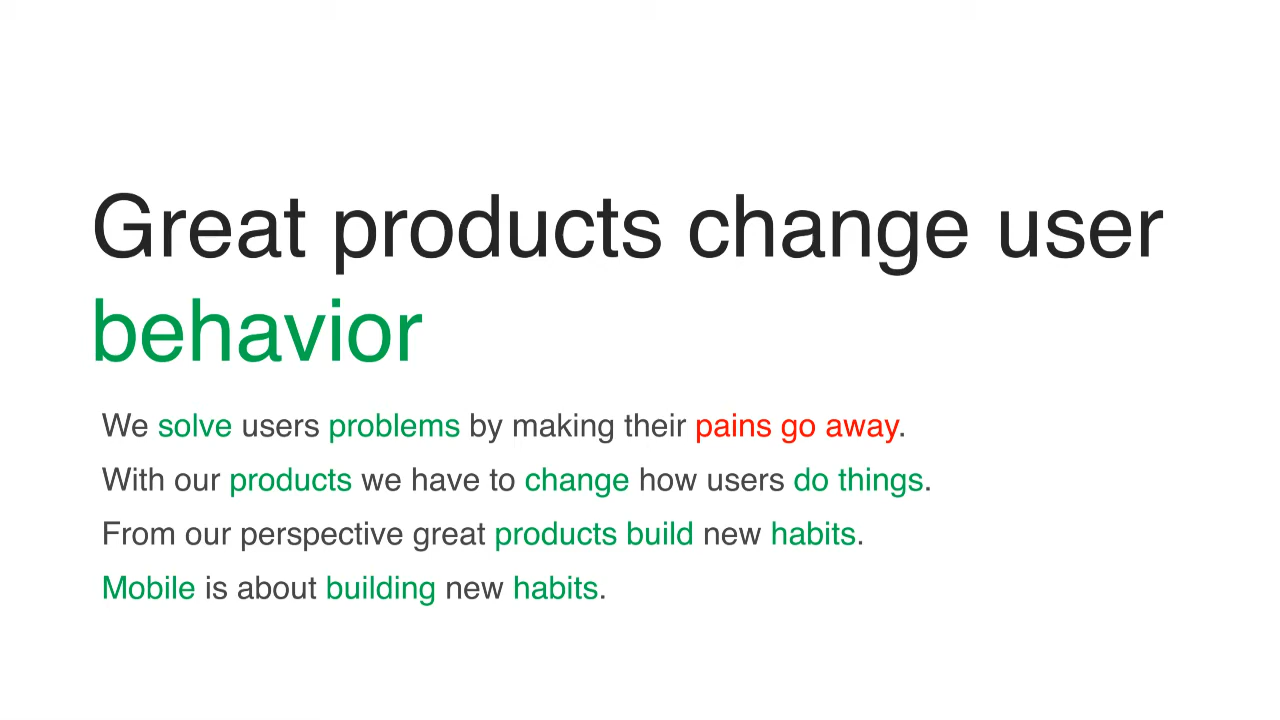 Great products change user
behavior
We solve users problems by making their pains go away.
With our products we have to change how users do things.
From our perspective great products build new habits.
Mobile is about building new habits.